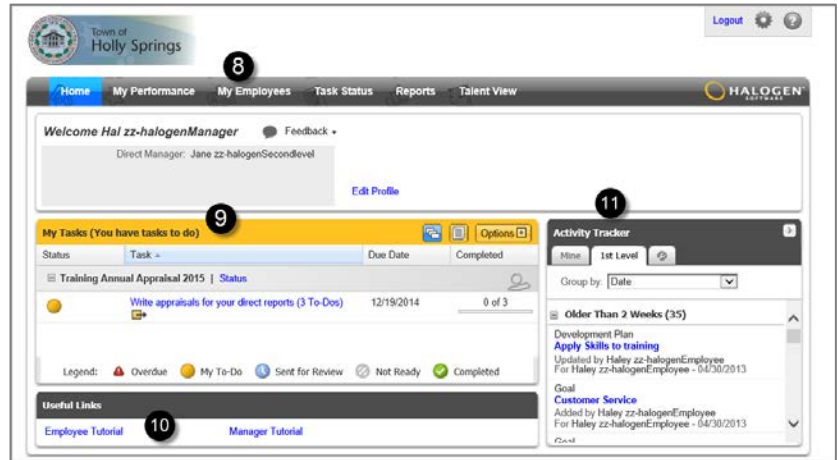 Logout
Town of
Holly Springs
8
Home My Performance My Employees Task Status Reports Talent View
HALOGEN
SOFTWARE
Welcome Hal zz-halogenManager Feedback
Direct Manager: Jane zz-halogenSecondlevel
Edit Profile
9
My Tasks (You have tasks to do) Options
Status Task Due Date Completed
Training Annual Appraisal 2015 | Status
Write appraisals for your direct reports (3 To-Dos) 12/19/2014 0 of 3
Legend: Overdue My To-Do Sent for Review Not Ready Completed
Useful Links
Employee Tutorial 10 Manager Tutorial
11
Activity Tracker
Mine 1st Level
Group by: Date
Older Than 2 Weeks (35)
Development Plan
Apply Skills to training
Updated by Haley zz-halogenEmployee
For Haley zz-halogenEmployee - 04/30/2013
Goal
Customer Service
Added by Haley zz-halogenEmployee
For Haley zz-halogenEmployee - 04/30/2013
Goal